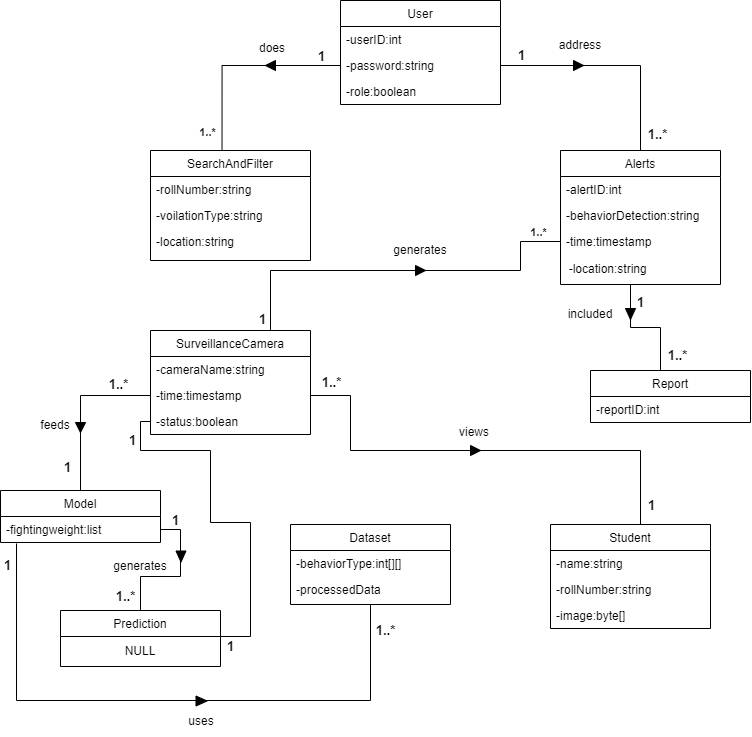 User
-userID:int
-password:string
-role:boolean
does
1
1
address
1..*
1..*
SearchAndFilter
-rollNumber:string
-voilationType:string
-location:string
Alerts
-alertID:int
-behaviorDetection:string
-time:timestamp
-location:string
1..*
generates
1
1
included
1..*
SurveillanceCamera
-cameraName:string
-time:timestamp
-status:boolean
Report
-reportID:int
1..*
1..*
feeds
1
views
1
1
Model
-fightingweight:list
1
1
generates
1..*
Dataset
-behaviorType:int[][]
-processedData
Student
-name:string
-rollNumber:string
-image:byte[]
Prediction
NULL
1
1..*
uses